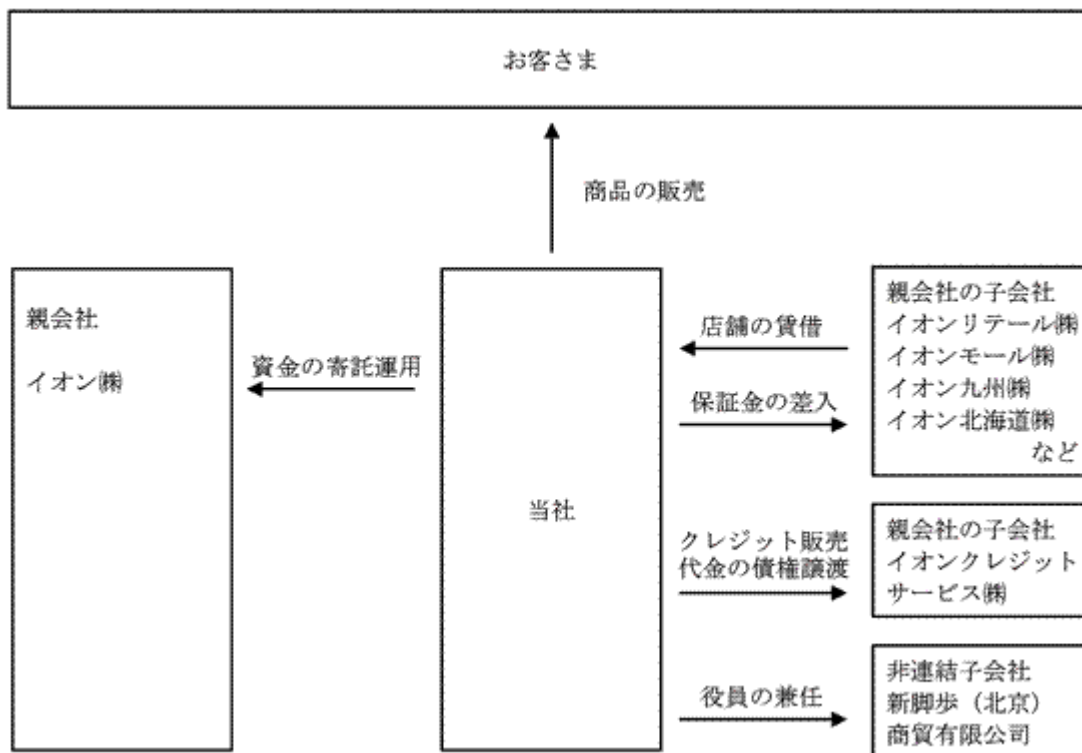 お客さま
商品の販売
親会社
イオン㈱
資金の寄託運用
当社
店舗の賃借
保証金の差入
クレジット販売
代金の債権譲渡
役員の兼任
親会社の子会社
イオンリテール㈱
イオンモール㈱
イオン九州㈱
イオン北海道㈱
など
親会社の子会社
イオンクレジット
サービス㈱
非連結子会社
新脚歩（北京）
商貿有限公司